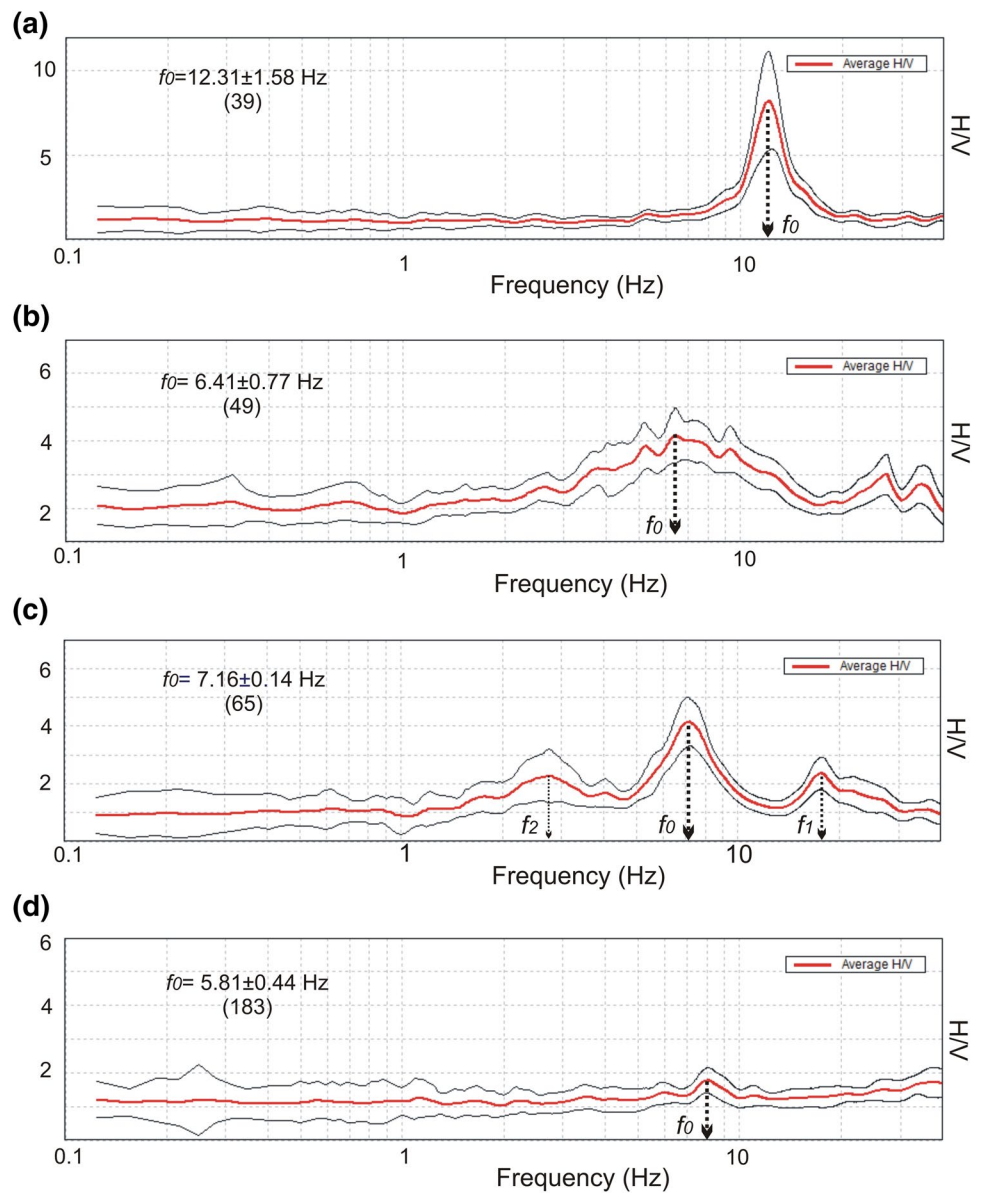 (a)
10
5
f0=12.31±1.58 Hz
(39)
Average H/V
H/V
f0
0.1
1
10
Frequency (Hz)
(b)
6
4
2
f0= 6.41±0.77 Hz
(49)
Average H/V
H/V
f0
0.1
1
10
Frequency (Hz)
(c)
6
4
2
f0= 7.16±0.14 Hz
(65)
Average H/V
H/V
f2
f0
f1
0.1
1
10
Frequency (Hz)
(d)
6
4
2
f0= 5.81±0.44 Hz
(183)
Average H/V
H/V
f0
0.1
1
10
Frequency (Hz)